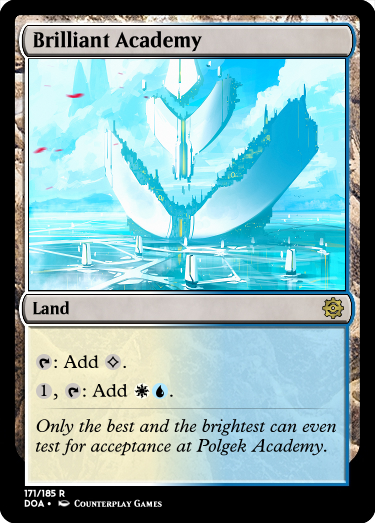 Brilliant Academy
Land
: Add .
1, : Add .
Only the best and the brightest can even
test for acceptance at Polgek Academy.
171/185 R
DOA • Counterplay Games